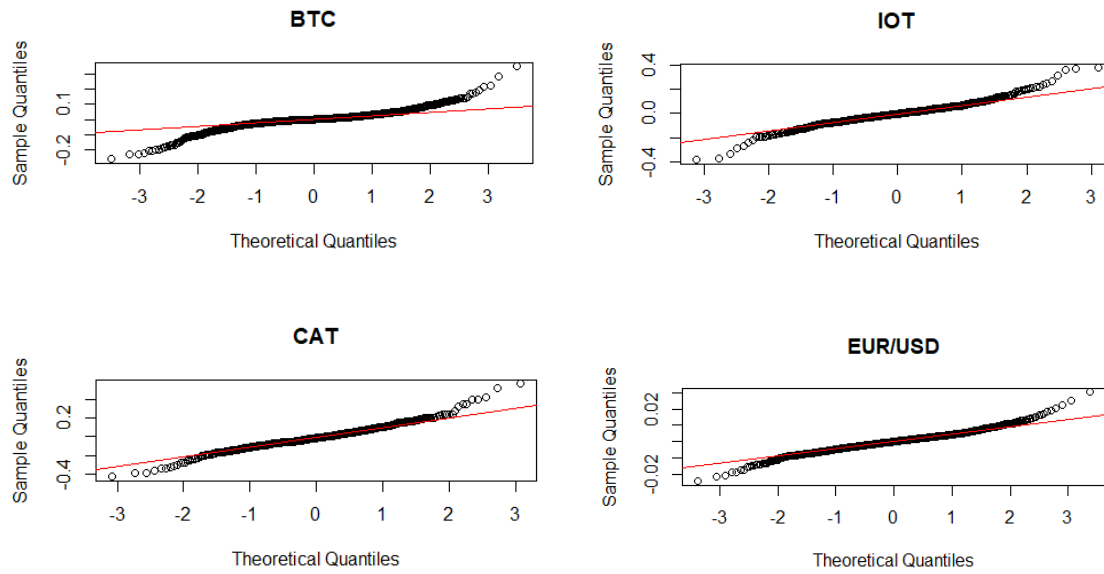 BTC
Sample Quantiles
0.1
-0.2
-3 -2 -1 0 1 2 3
Theoretical Quantiles
IOT
Sample Quantiles
0.4
0.0
-0.4
-3 -2 -1 0 1 2 3
Theoretical Quantiles
CAT
Sample Quantiles
0.2
-0.4
-3 -2 -1 0 1 2 3
Theoretical Quantiles
EUR/USD
Sample Quantiles
0.02
-0.02
-3 -2 -1 0 1 2 3
Theoretical Quantiles